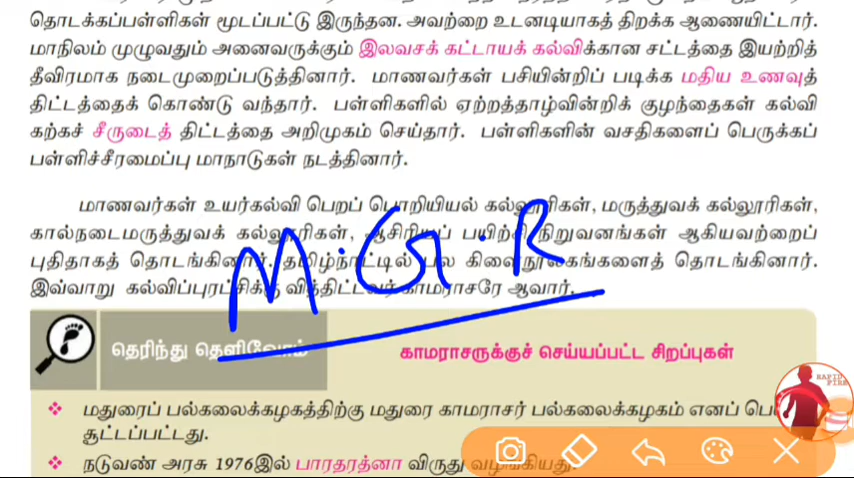 தொடக்கப்பள்ளிகள் மூடப்பட்டு இருந்தன. அவற்றை உடனடியாகத் திறக்க ஆணையிட்டார்.
மாநிலம் முழுவதும் அனைவருக்கும் இலவசக் கட்டாயக் கல்விக்கான சட்டத்தை இயற்றித்
தீவிரமாக நடைமுறைப்படுத்தினார். மாணவர்கள் பசியின்றிப் படிக்க மதிய உணவுத்
திட்டத்தைக் கொண்டு வந்தார். பள்ளிகளில் ஏற்றத்தாழ்வின்றிக் குழந்தைகள் கல்வி
கற்கச் சீருடைத் திட்டத்தை அறிமுகம் செய்தார். பள்ளிகளின் வசதிகளைப் பெருக்கப்
பள்ளிச்சீரமைப்பு மாநாடுகள் நடத்தினார்.
மாணவர்கள் உயர்கல்வி பெறப் பொறியியல் கல்லூரிகள், மருத்துவக் கல்லூரிகள்,
கால்நடைமருத்துவக் கல்லூரிகள், ஆசிரியப் பயிற்சி நிறுவனங்கள் ஆகியவற்றைப்
புதிதாகத் தொடங்கினார். தமிழ்நாட்டில் பல கிளைநூலகங்களைத் தொடங்கினார்.
இவ்வாறு கல்விப்புரட்சிக்கு வித்திட்டவர் காமராசரே ஆவார்.
M.G.R
தெரிந்து தெளிவோம்
காமராசருக்குச் செய்யப்பட்ட சிறப்புகள்
❖ மதுரைப் பல்கலைக்கழகத்திற்கு மதுரை காமராசர் பல்கலைக்கழகம் எனப்
சூட்டப்பட்டது.
❖ நடுவண் அரசு 1976இல் பாரதரத்னா விருது வழங்கியது.
RAPID
FIRE